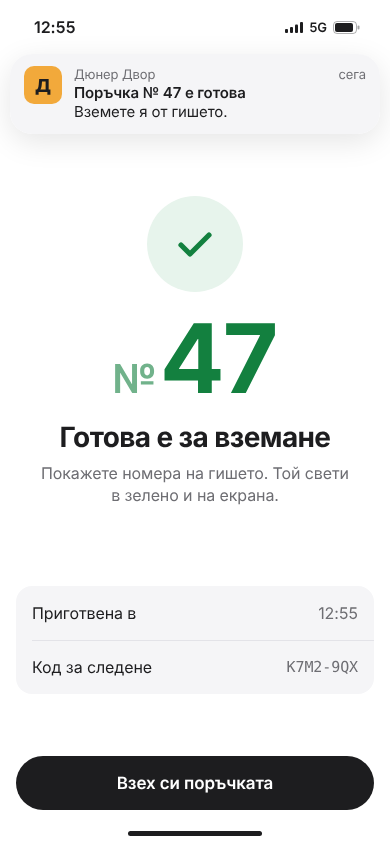 12:55
5G
Д
Дюнер Двор
сега
Поръчка № 47 е готова
Вземете я от гишето.
№ 47
Готова е за вземане
Покажете номера на гишето. Той свети
в зелено и на екрана.
Приготвена в
12:55
Код за следене
K7M2-9QX
Взех си поръчката